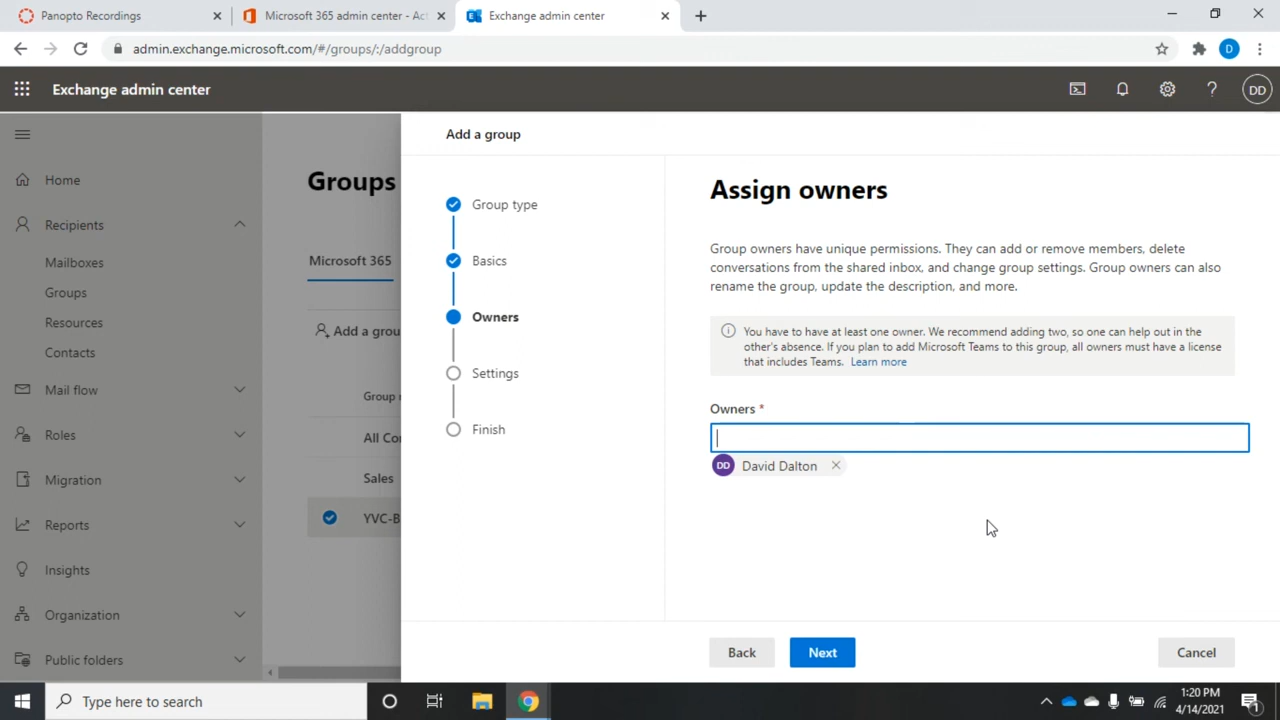 Panopto Recordings
Microsoft 365 admin center - Act
Exchange admin center
admin.exchange.microsoft.com/#/groups/:/addgroup
D
Exchange admin center
DD
Home
Recipients
Mailboxes
Groups
Resources
Contacts
Mail flow
Roles
Migration
Reports
Insights
Organization
Public folders
Groups
Microsoft 365
Add a grou
Group
All Co
Sales
YVC-B
Add a group
Group type
Basics
Owners
Settings
Finish
Assign owners
Group owners have unique permissions. They can add or remove members, delete
conversations from the shared inbox, and change group settings. Group owners can also
rename the group, update the description, and more.
You have to have at least one owner. We recommend adding two, so one can help out in the
other's absence. If you plan to add Microsoft Teams to this group, all owners must have a license
that includes Teams. Learn more
Owners *
DD David Dalton
Back
Next
Cancel
Type here to search
1:20 PM
4/14/2021
1